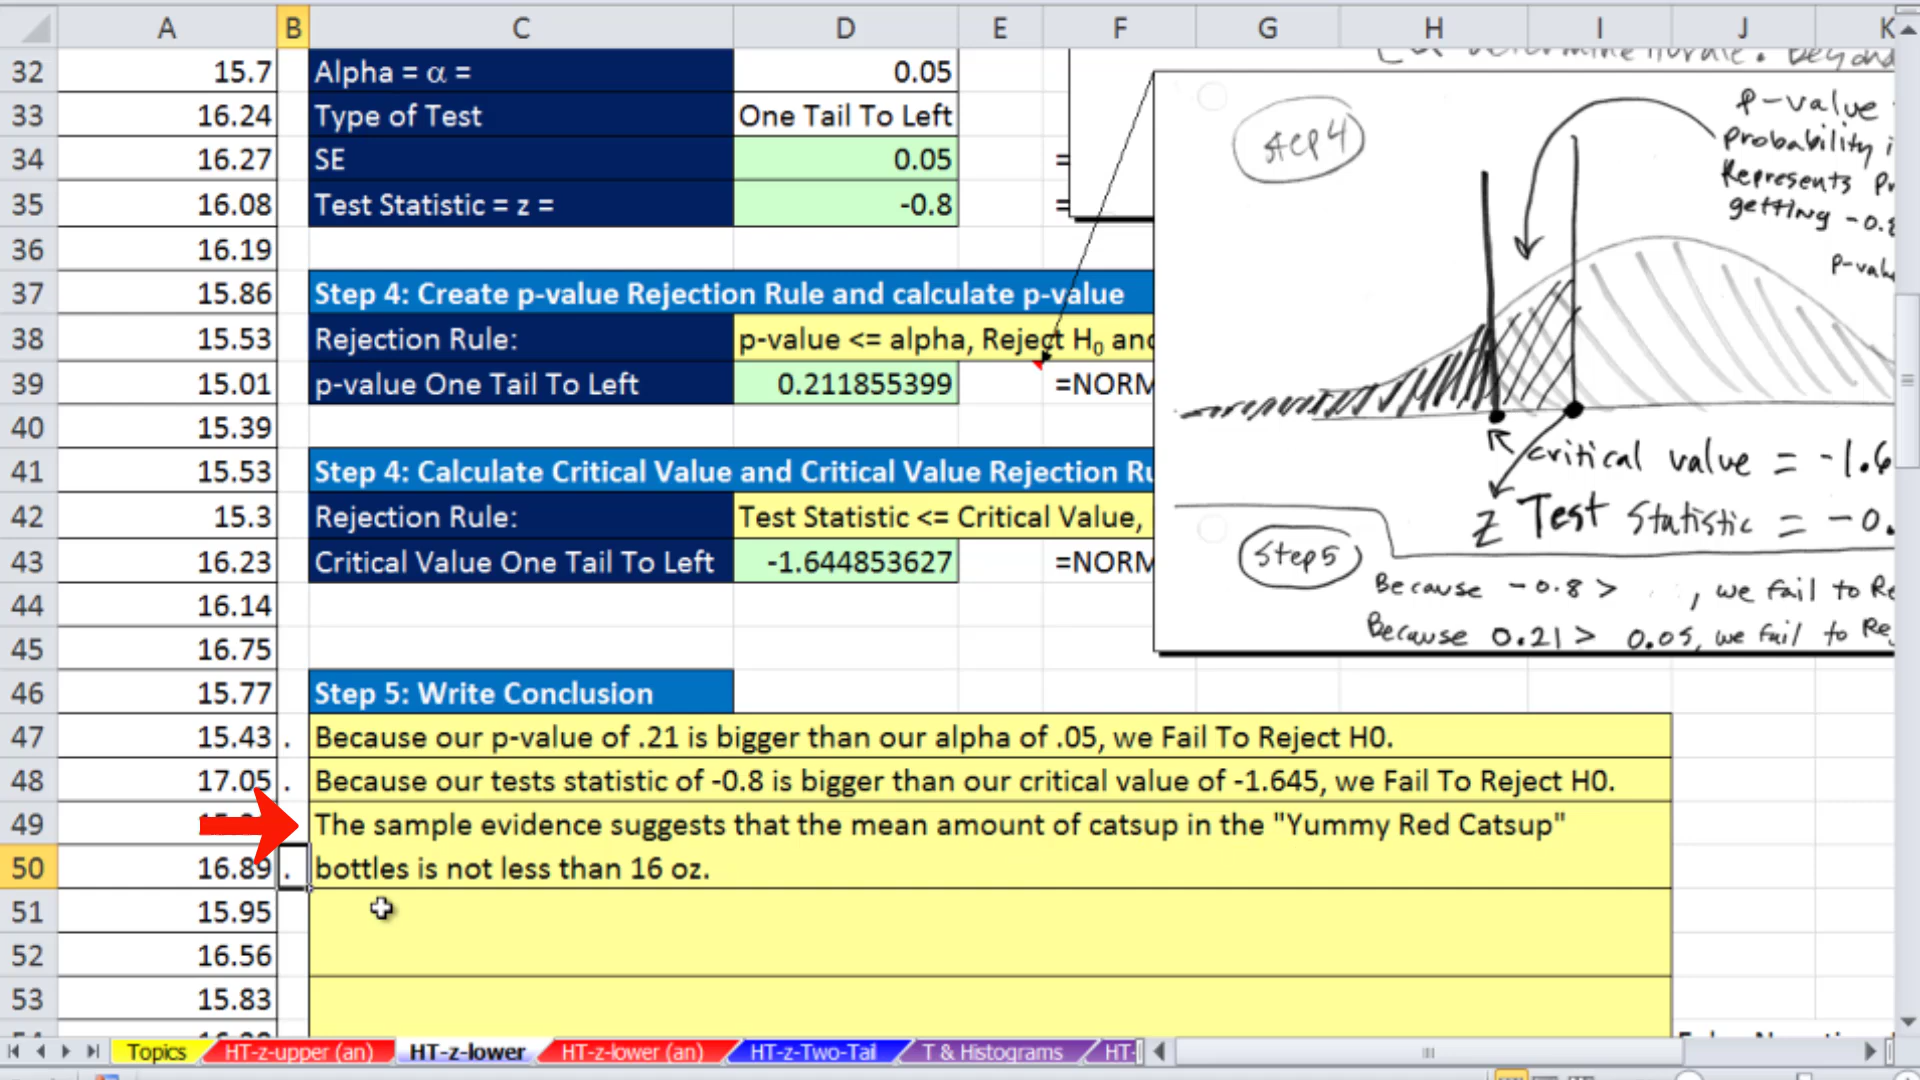 A B C D E F G H I J K
32 15.7 Alpha = α = 0.05
33 16.24 Type of Test One Tail To Left
34 16.27 SE 0.05 =
35 16.08 Test Statistic = z = -0.8 =
36 16.19
37 15.86 Step 4: Create p-value Rejection Rule and calculate p-value
38 15.53 Rejection Rule: p-value <= alpha, Reject H0 and
39 15.01 p-value One Tail To Left 0.211855399 =NORM
40 15.39
41 15.53 Step 4: Calculate Critical Value and Critical Value Rejection Ru
42 15.3 Rejection Rule: Test Statistic <= Critical Value,
43 16.23 Critical Value One Tail To Left -1.644853627 =NORM
44 16.14
45 16.75
46 15.77 Step 5: Write Conclusion
47 15.43 . Because our p-value of .21 is bigger than our alpha of .05, we Fail To Reject H0.
48 17.05 . Because our tests statistic of -0.8 is bigger than our critical value of -1.645, we Fail To Reject H0.
49 The sample evidence suggests that the mean amount of catsup in the "Yummy Red Catsup"
50 16.89 . bottles is not less than 16 oz.
51 15.95
52 16.56
53 15.83
Step 4
p-value
probability i
Represents Pr
getting -0.8
p-valu
critical value = -1.6
z Test Statistic = -0.
Step 5
Because -0.8 > , we fail to Re
Because 0.21 > 0.05, we fail to Re
Topics HT-z-upper (an) HT-z-lower HT-z-lower (an) HT-z-Two-Tail T & Histograms HT-